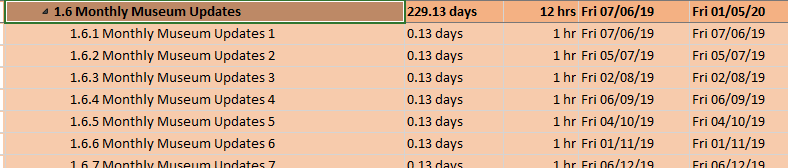 1.6 Monthly Museum Updates 229.13 days 12 hrs Fri 07/06/19 Fri 01/05/20
1.6.1 Monthly Museum Updates 1 0.13 days 1 hr Fri 07/06/19 Fri 07/06/19
1.6.2 Monthly Museum Updates 2 0.13 days 1 hr Fri 05/07/19 Fri 05/07/19
1.6.3 Monthly Museum Updates 3 0.13 days 1 hr Fri 02/08/19 Fri 02/08/19
1.6.4 Monthly Museum Updates 4 0.13 days 1 hr Fri 06/09/19 Fri 06/09/19
1.6.5 Monthly Museum Updates 5 0.13 days 1 hr Fri 04/10/19 Fri 04/10/19
1.6.6 Monthly Museum Updates 6 0.13 days 1 hr Fri 01/11/19 Fri 01/11/19
1.6.7 Monthly Museum Updates 7 0.13 days 1 hr Fri 06/12/19 Fri 06/12/19